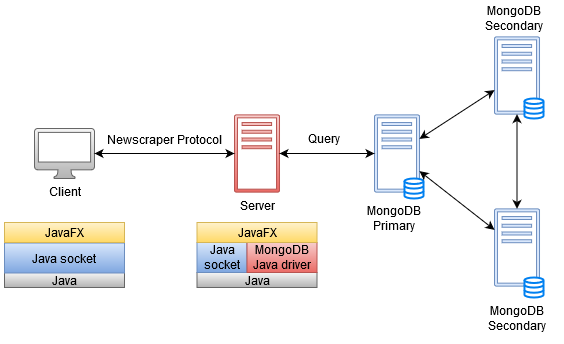 MongoDB
Secondary
Newscraper Protocol
Query
Client
Server
MongoDB
Primary
MongoDB
Secondary
JavaFX
Java socket
Java
JavaFX
Java
socket
MongoDB
Java driver
Java